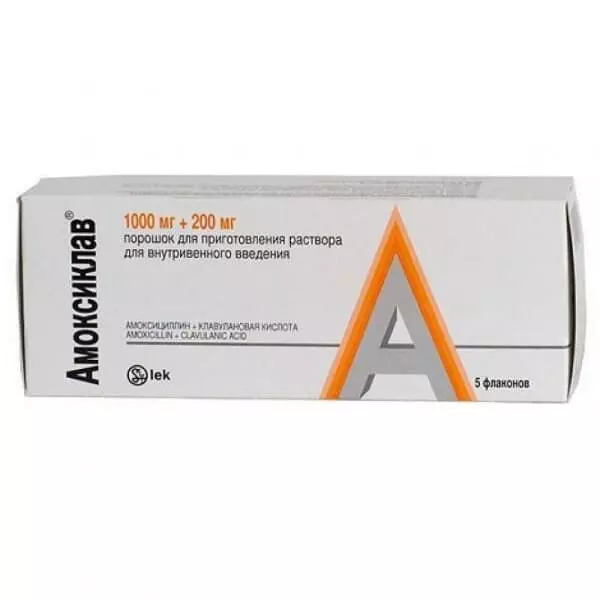 Амоксиклав®
1000 мг + 200 мг
порошок для приготовления раствора
для внутривенного введения
АМОКСИЦИЛЛИН + КЛАВУЛАНОВАЯ КИСЛОТА
AMOXICILLIN + CLAVULANIC ACID
lek
A
5 флаконов